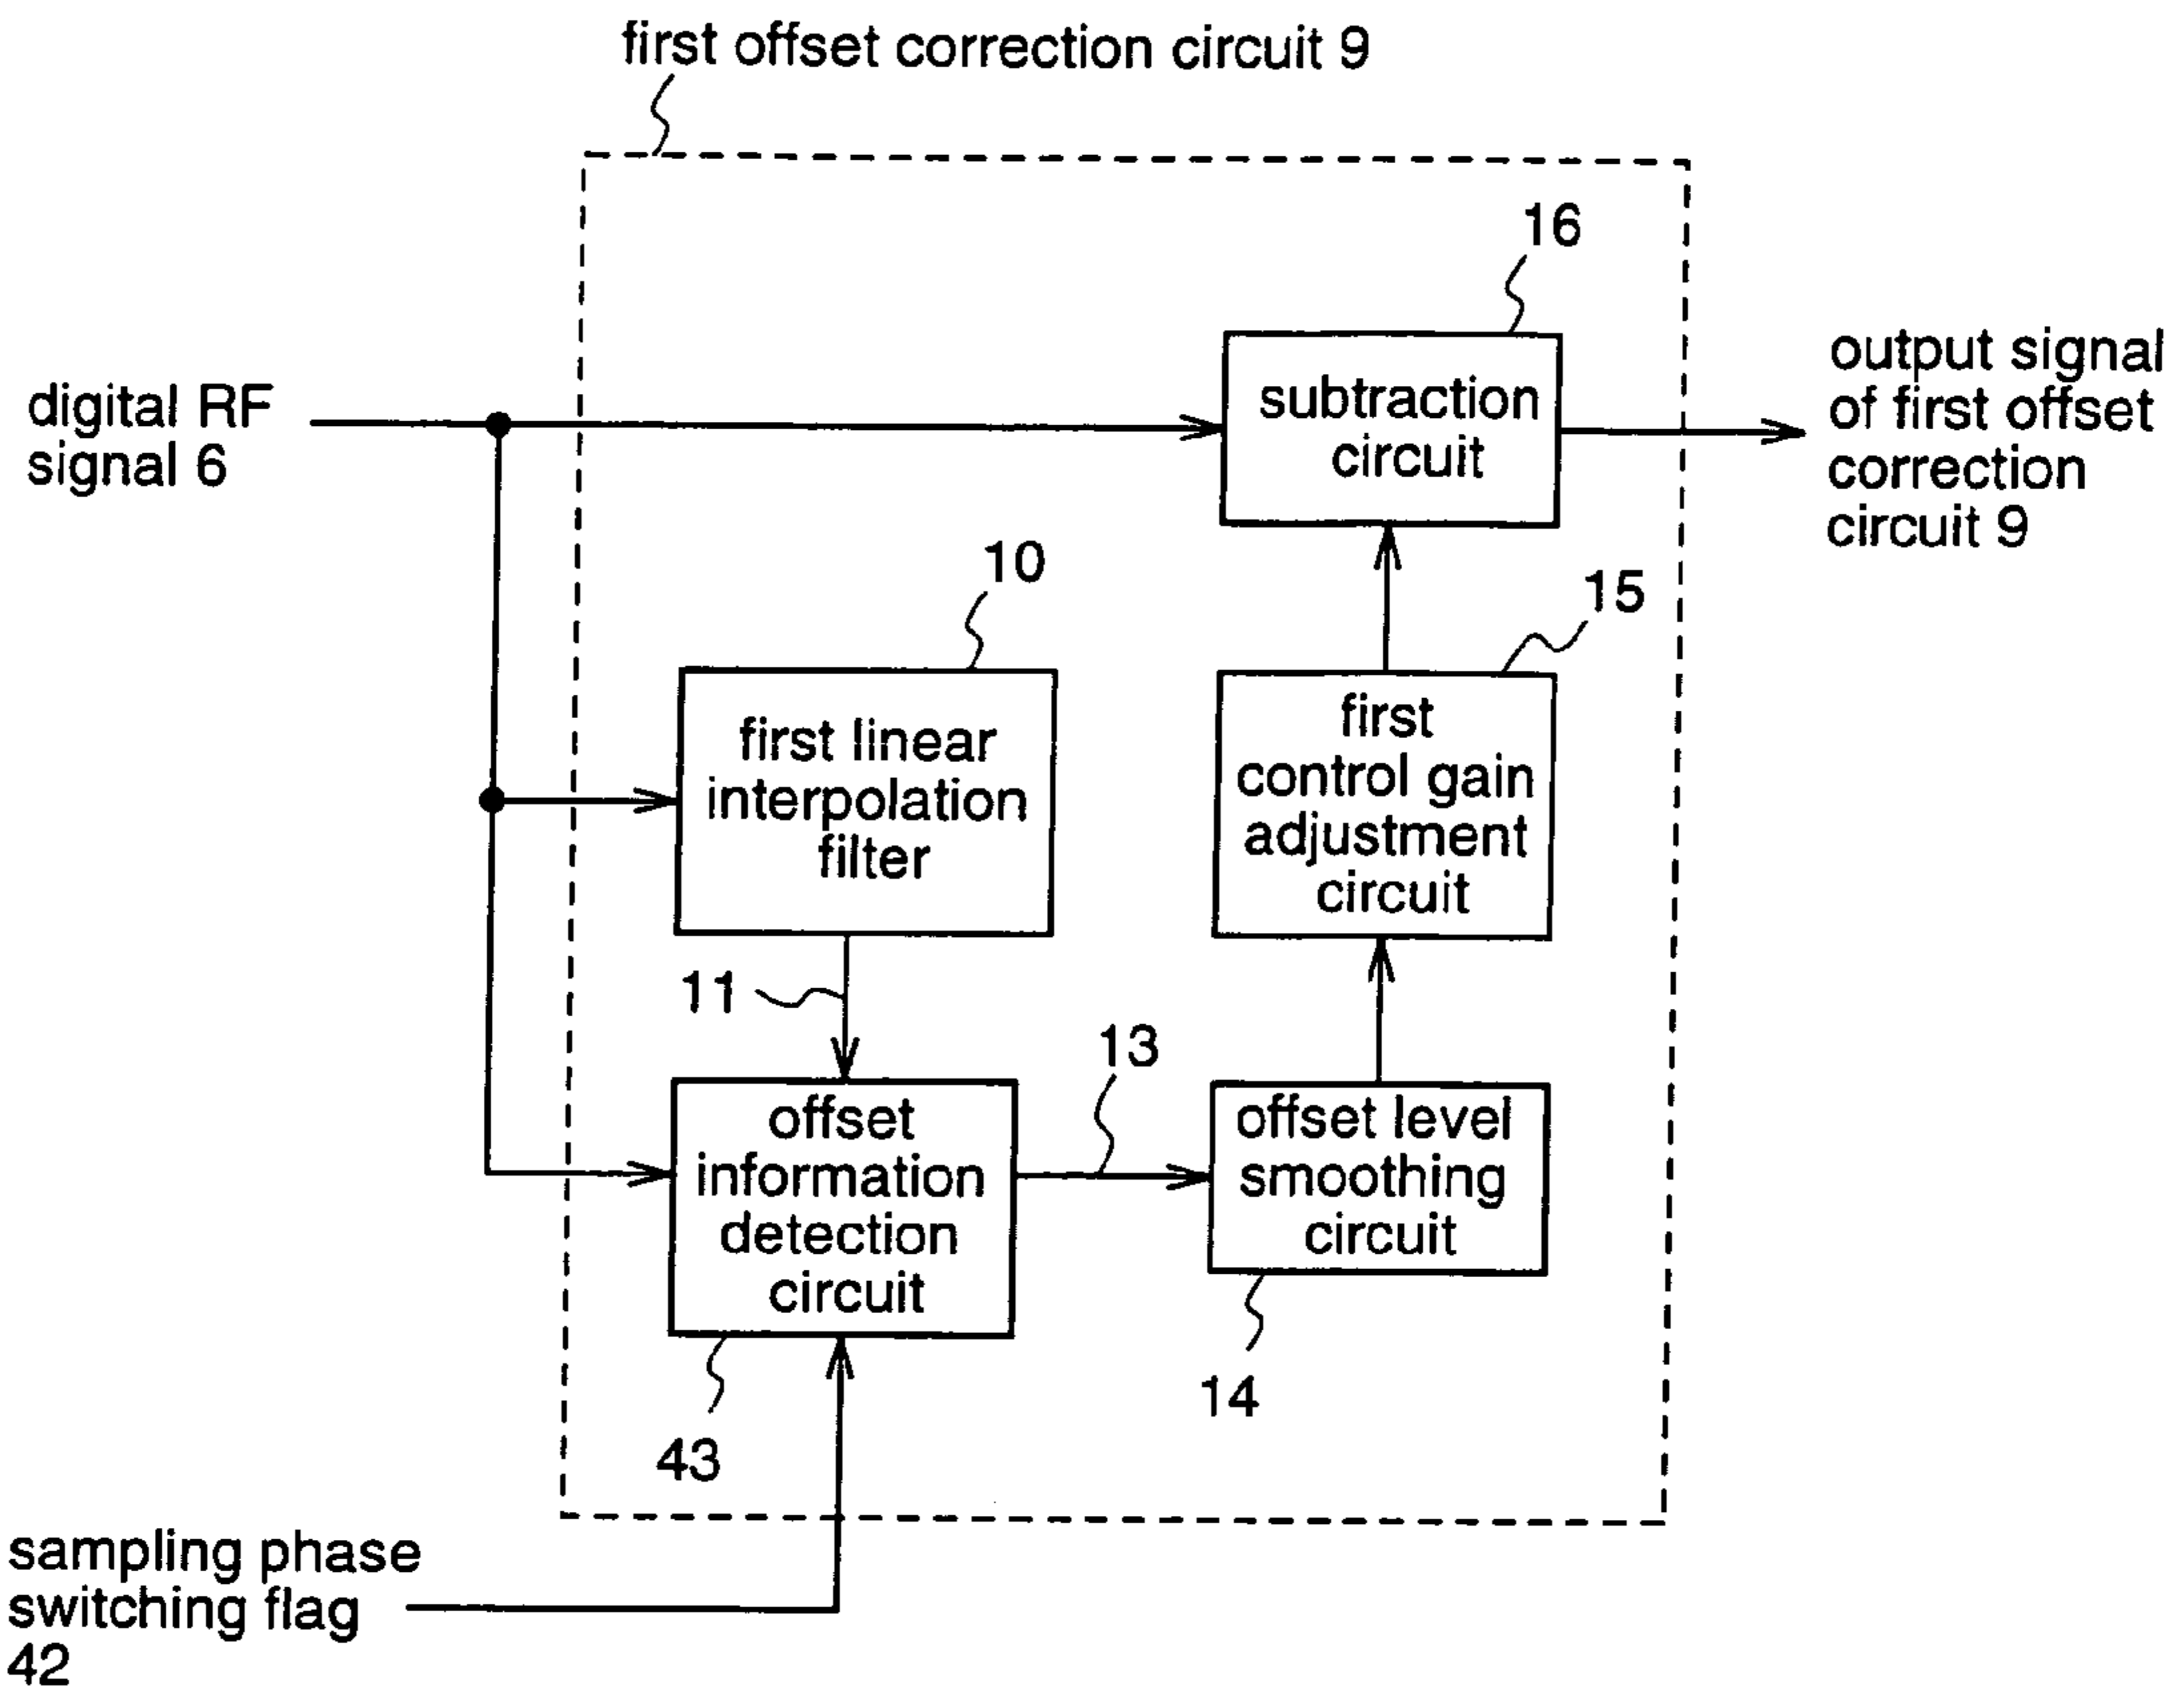 first offset correction circuit 9
16
digital RF
signal 6
subtraction
circuit
output signal
of first offset
correction
circuit 9
10
15
first linear
interpolation
filter
first
control gain
adjustment
circuit
11
13
offset
information
detection
circuit
offset level
smoothing
circuit
43
14
sampling phase
switching flag
42